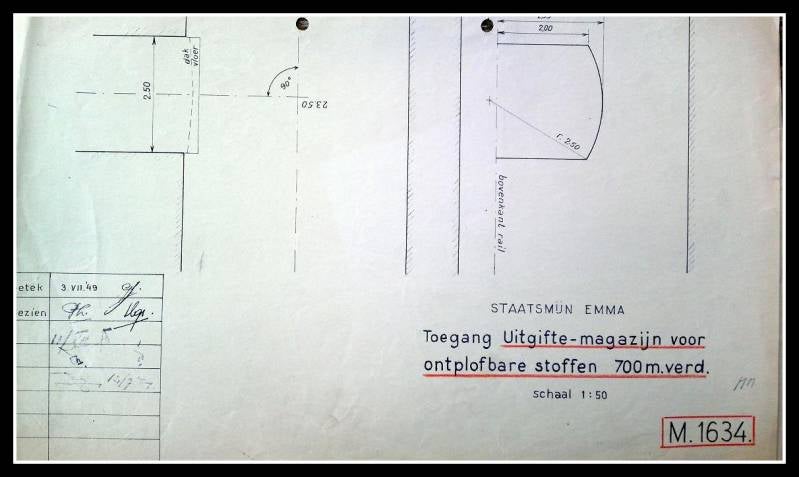 2,00
2.50
dak
vloer
90°
23.50
r. 2.50
bovenkant rail
etek 3.VII.'49
ezien
STAATSMIJN EMMA
Toegang Uitgifte-magazijn voor
ontplofbare stoffen 700m.verd.
schaal 1:50
M.1634.